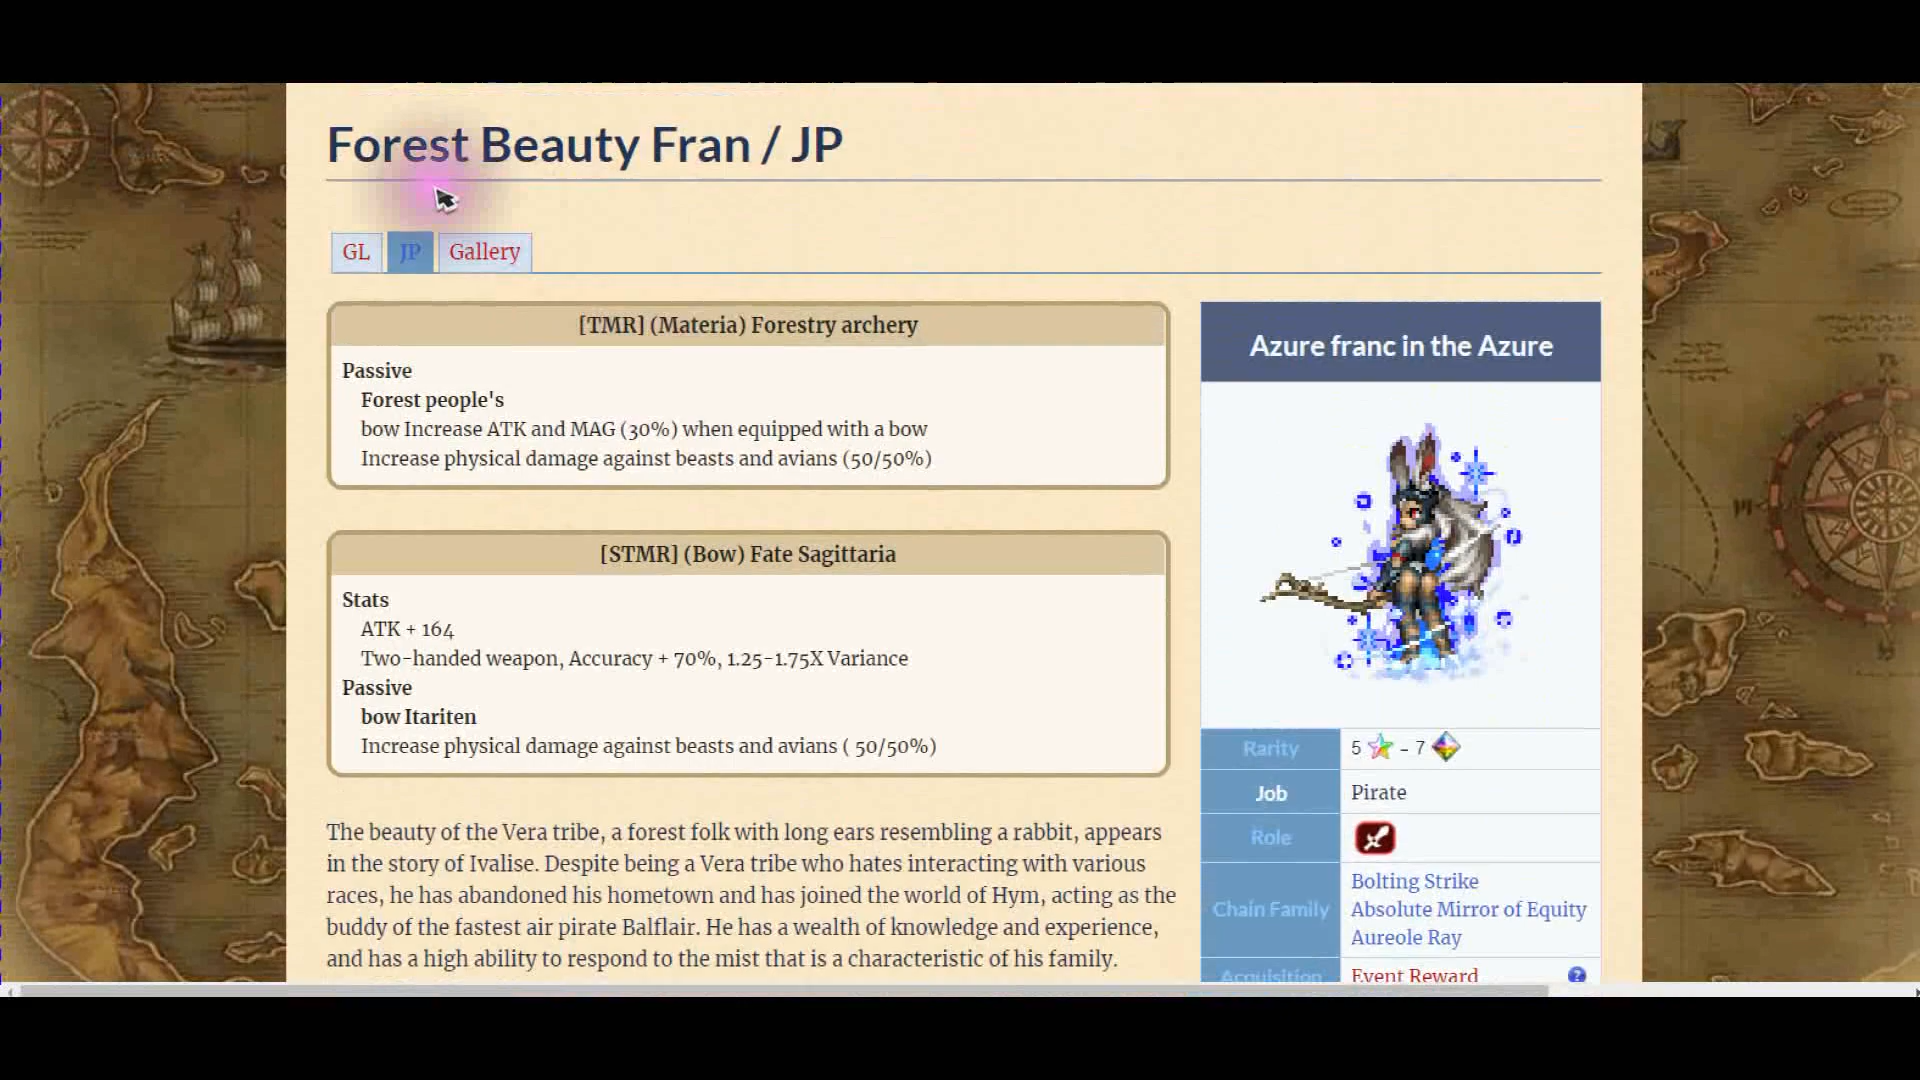 Forest Beauty Fran / JP
GL
JP
Gallery
[TMR] (Materia) Forestry archery
Passive
Forest people's
bow Increase ATK and MAG (30%) when equipped with a bow
Increase physical damage against beasts and avians (50/50%)
[STMR] (Bow) Fate Sagittaria
Stats
ATK + 164
Two-handed weapon, Accuracy + 70%, 1.25-1.75X Variance
Passive
bow Itariten
Increase physical damage against beasts and avians ( 50/50%)
The beauty of the Vera tribe, a forest folk with long ears resembling a rabbit, appears
in the story of Ivalise. Despite being a Vera tribe who hates interacting with various
races, he has abandoned his hometown and has joined the world of Hym, acting as the
buddy of the fastest air pirate Balflair. He has a wealth of knowledge and experience,
and has a high ability to respond to the mist that is a characteristic of his family.
Azure franc in the Azure
Rarity
5 - 7
Job
Pirate
Role
Chain Family
Bolting Strike
Absolute Mirror of Equity
Aureole Ray
Acquisition
Event Reward
?